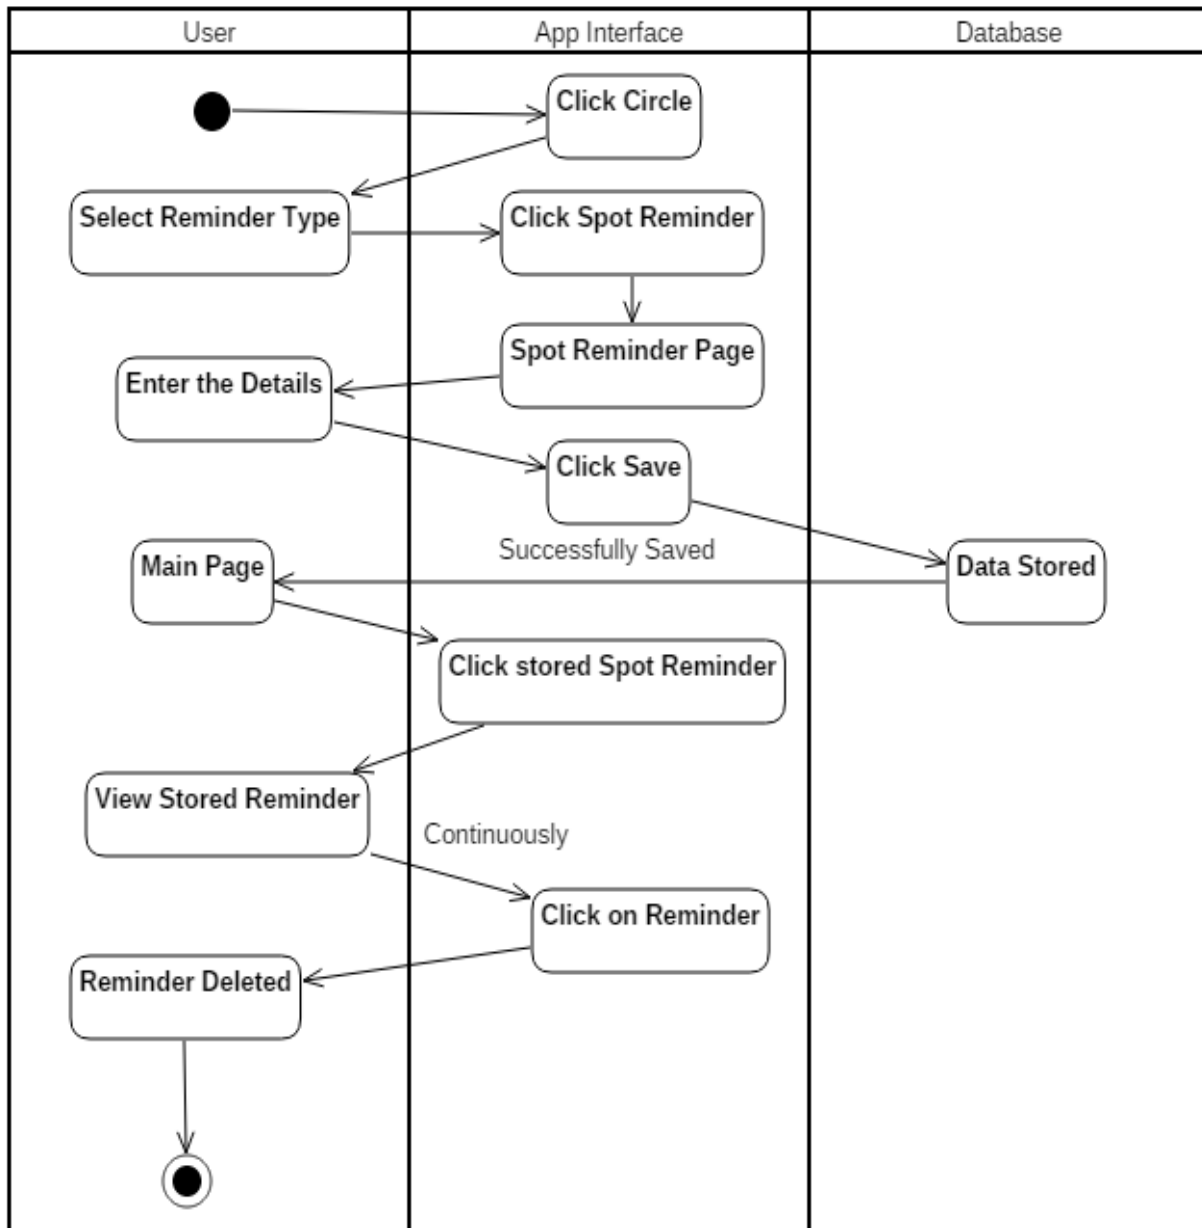 User
App Interface
Database
Click Circle
Select Reminder Type
Click Spot Reminder
Spot Reminder Page
Enter the Details
Click Save
Successfully Saved
Main Page
Data Stored
Click stored Spot Reminder
View Stored Reminder
Continuously
Click on Reminder
Reminder Deleted